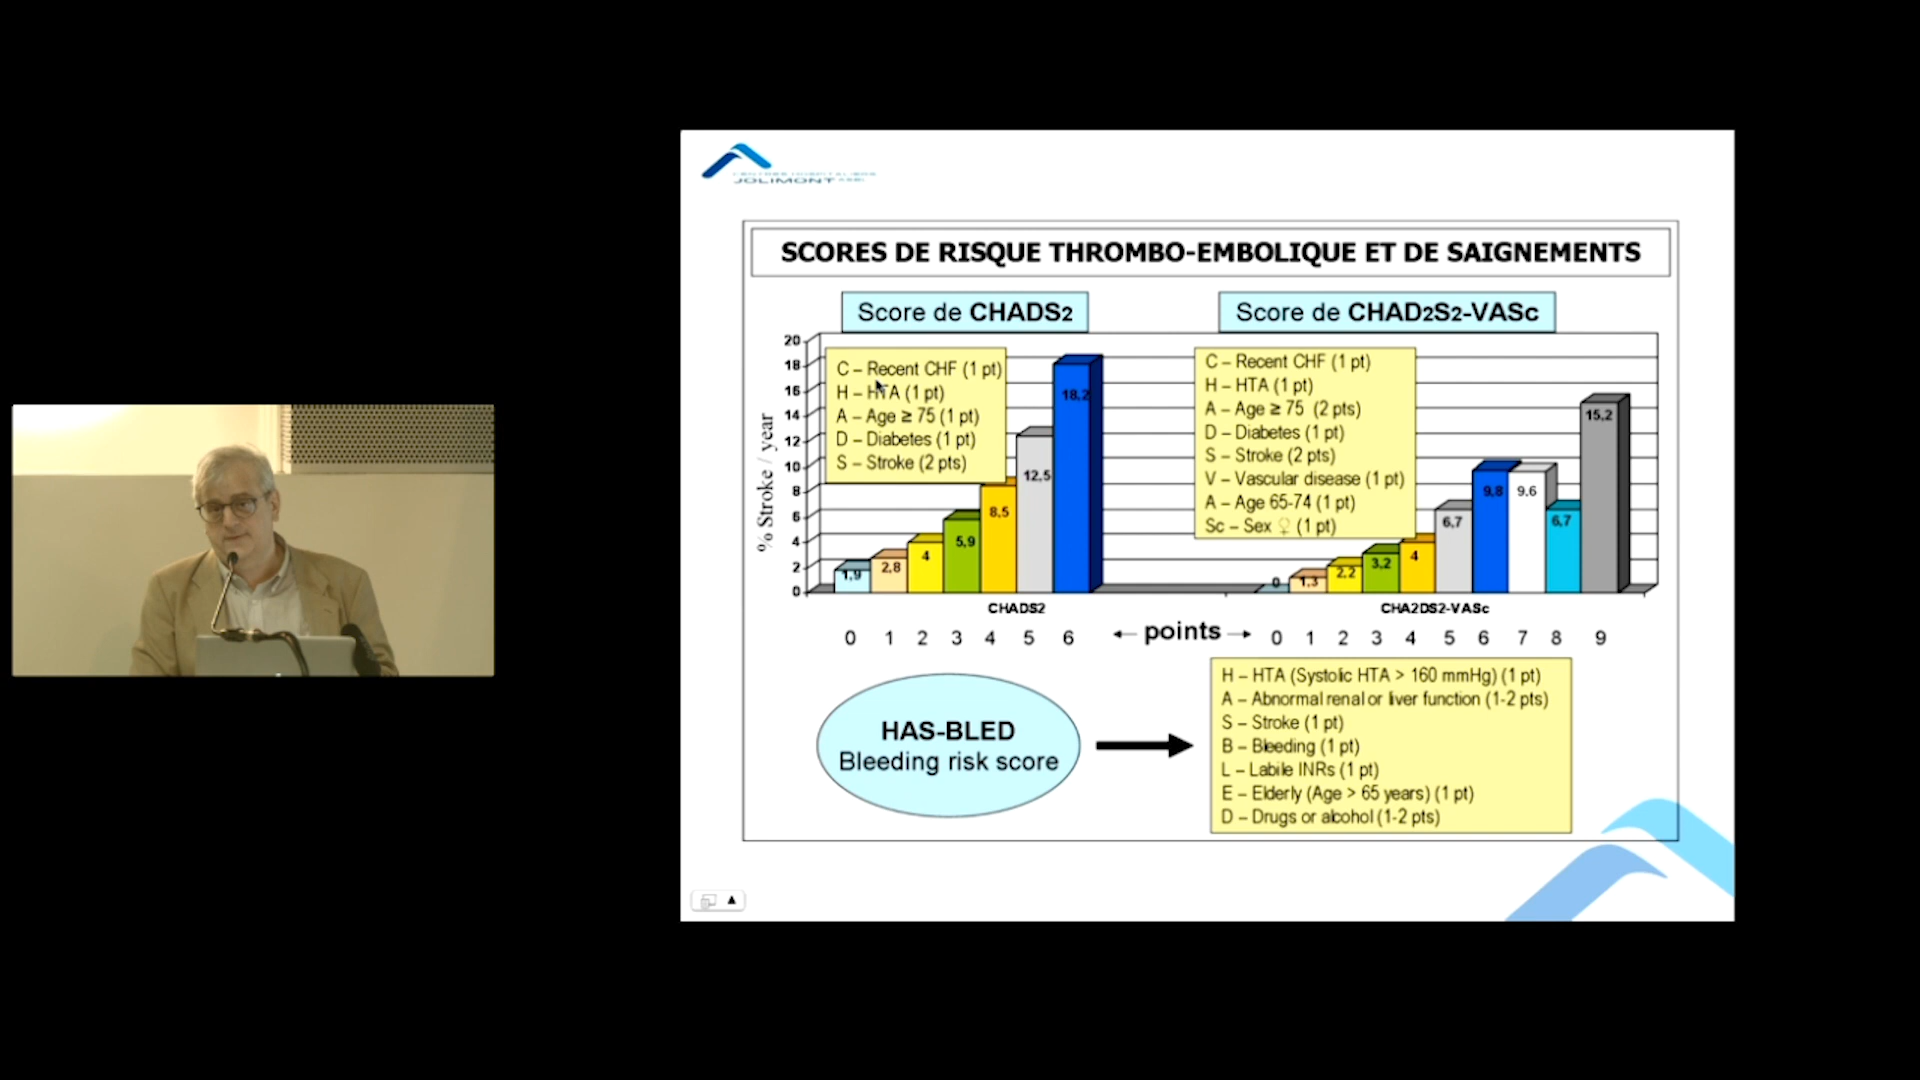 CENTRES HOSPITALIERS
JOLIMONT ASBL
SCORES DE RISQUE THROMBO-EMBOLIQUE ET DE SAIGNEMENTS
Score de CHADS2
Score de CHAD2S2-VASc
% Stroke / year
20
18
16
14
12
10
8
6
4
2
0
C – Recent CHF (1 pt)
H – HTA (1 pt)
A – Age ≥ 75 (1 pt)
D – Diabetes (1 pt)
S – Stroke (2 pts)
1,9
2,8
4
5,9
8,5
12,5
18,2
C – Recent CHF (1 pt)
H – HTA (1 pt)
A – Age ≥ 75 (2 pts)
D – Diabetes (1 pt)
S – Stroke (2 pts)
V – Vascular disease (1 pt)
A – Age 65-74 (1 pt)
Sc – Sex ♀ (1 pt)
0
1,3
2,2
3,2
4
6,7
9,8
9.6
6,7
15,2
CHADS2
CHA2DS2-VASc
0 1 2 3 4 5 6 ← points → 0 1 2 3 4 5 6 7 8 9
HAS-BLED
Bleeding risk score
H – HTA (Systolic HTA > 160 mmHg) (1 pt)
A – Abnormal renal or liver function (1-2 pts)
S – Stroke (1 pt)
B – Bleeding (1 pt)
L – Labile INRs (1 pt)
E – Elderly (Age > 65 years) (1 pt)
D – Drugs or alcohol (1-2 pts)